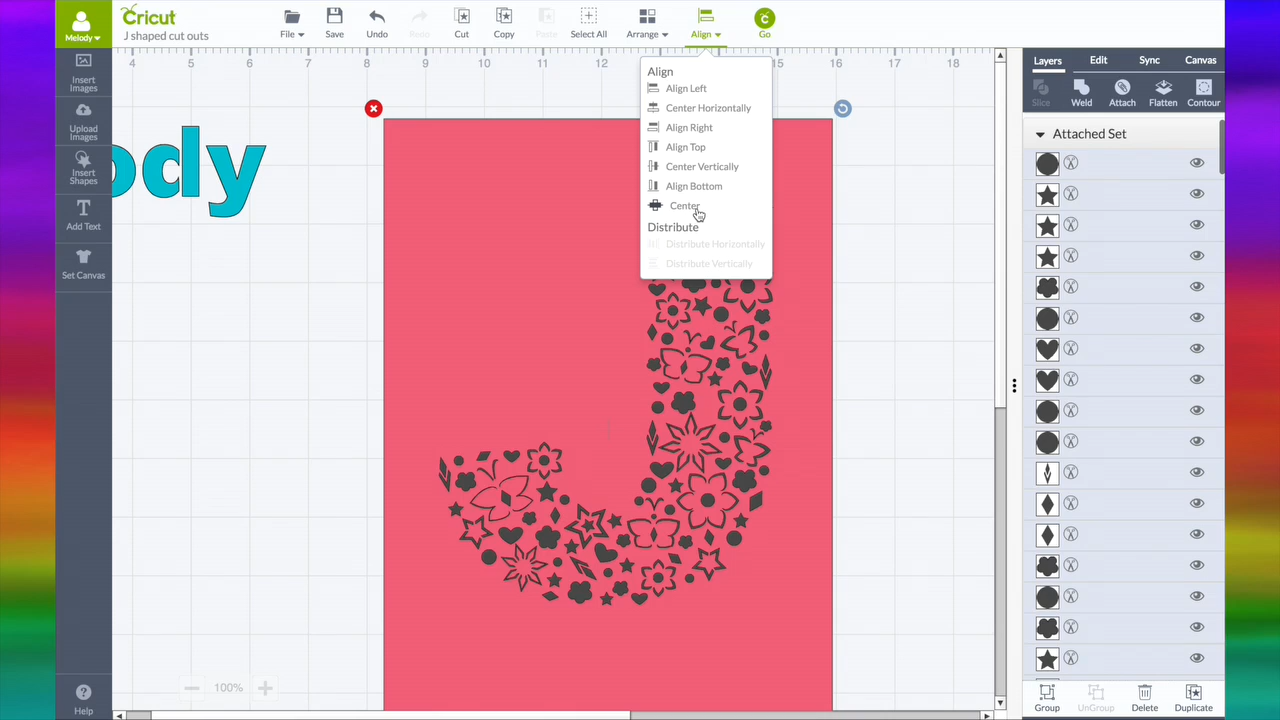 Melody
Cricut
J shaped cut outs
File
Save
Undo
Redo
Cut
Copy
Paste
Select All
Arrange
Align
Go
4
5
6
7
8
9
10
11
12
13
14
15
16
17
18
Insert Images
Upload Images
Insert Shapes
Add Text
Set Canvas
Help
ody
Align
Align Left
Center Horizontally
Align Right
Align Top
Center Vertically
Align Bottom
Center
Distribute
Distribute Horizontally
Distribute Vertically
100%
Layers
Edit
Sync
Canvas
Slice
Weld
Attach
Flatten
Contour
Attached Set
Group
UnGroup
Delete
Duplicate